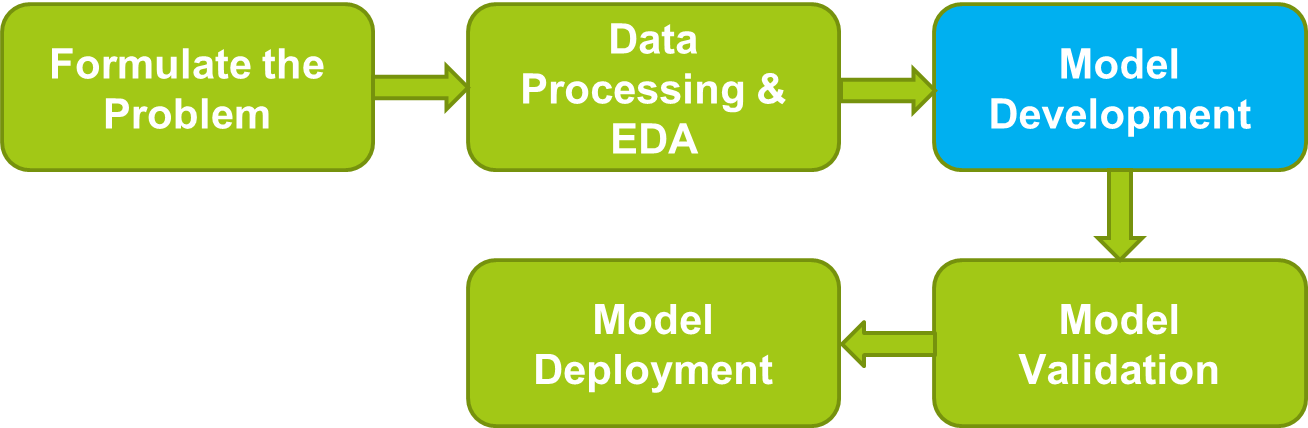 Formulate the
Problem
Data
Processing &
EDA
Model
Development
Model
Validation
Model
Deployment